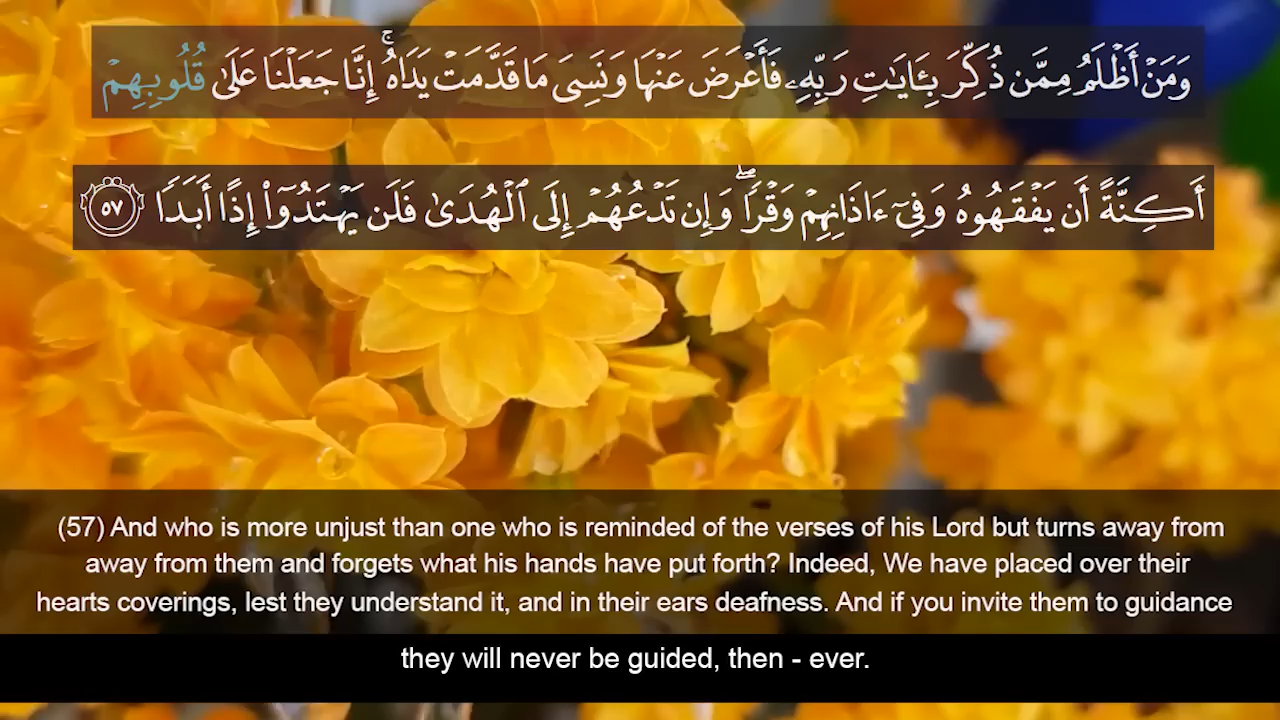 وَمَنْ أَظْلَمُ مِمَّن ذُكِّرَ بِـَٔايَـٰتِ رَبِّهِۦ فَأَعْرَضَ عَنْهَا وَنَسِىَ مَا قَدَّمَتْ يَدَاهُ ۚ إِنَّا جَعَلْنَا عَلَىٰ قُلُوبِهِمْ
أَكِنَّةً أَن يَفْقَهُوهُ وَفِىٓ ءَاذَانِهِمْ وَقْرًا ۖ وَإِن تَدْعُهُمْ إِلَى ٱلْهُدَىٰ فَلَن يَهْتَدُوٓا۟ إِذًا أَبَدًا ٥٧
(57) And who is more unjust than one who is reminded of the verses of his Lord but turns away from
away from them and forgets what his hands have put forth? Indeed, We have placed over their
hearts coverings, lest they understand it, and in their ears deafness. And if you invite them to guidance
they will never be guided, then - ever.